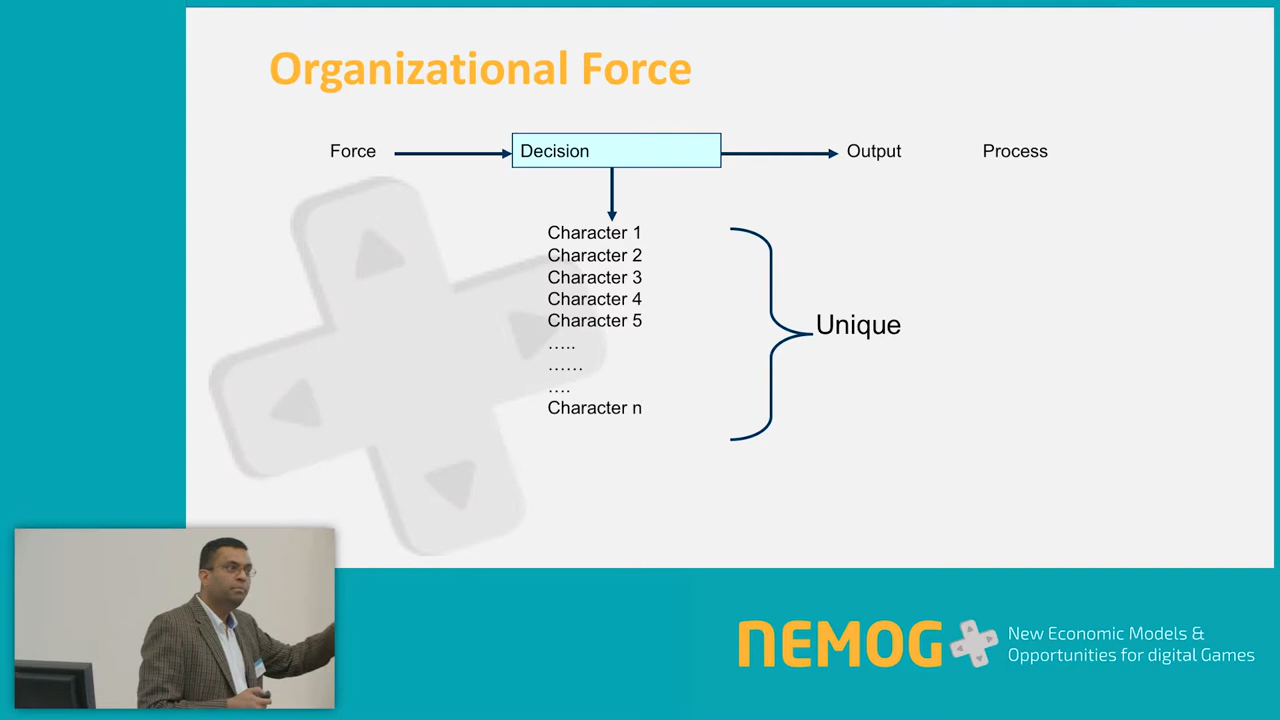 Organizational Force
Force
Decision
Output
Process
Character 1
Character 2
Character 3
Character 4
Character 5
…..
……
….
Character n
Unique
NEMOG
New Economic Models &
Opportunities for digital Games